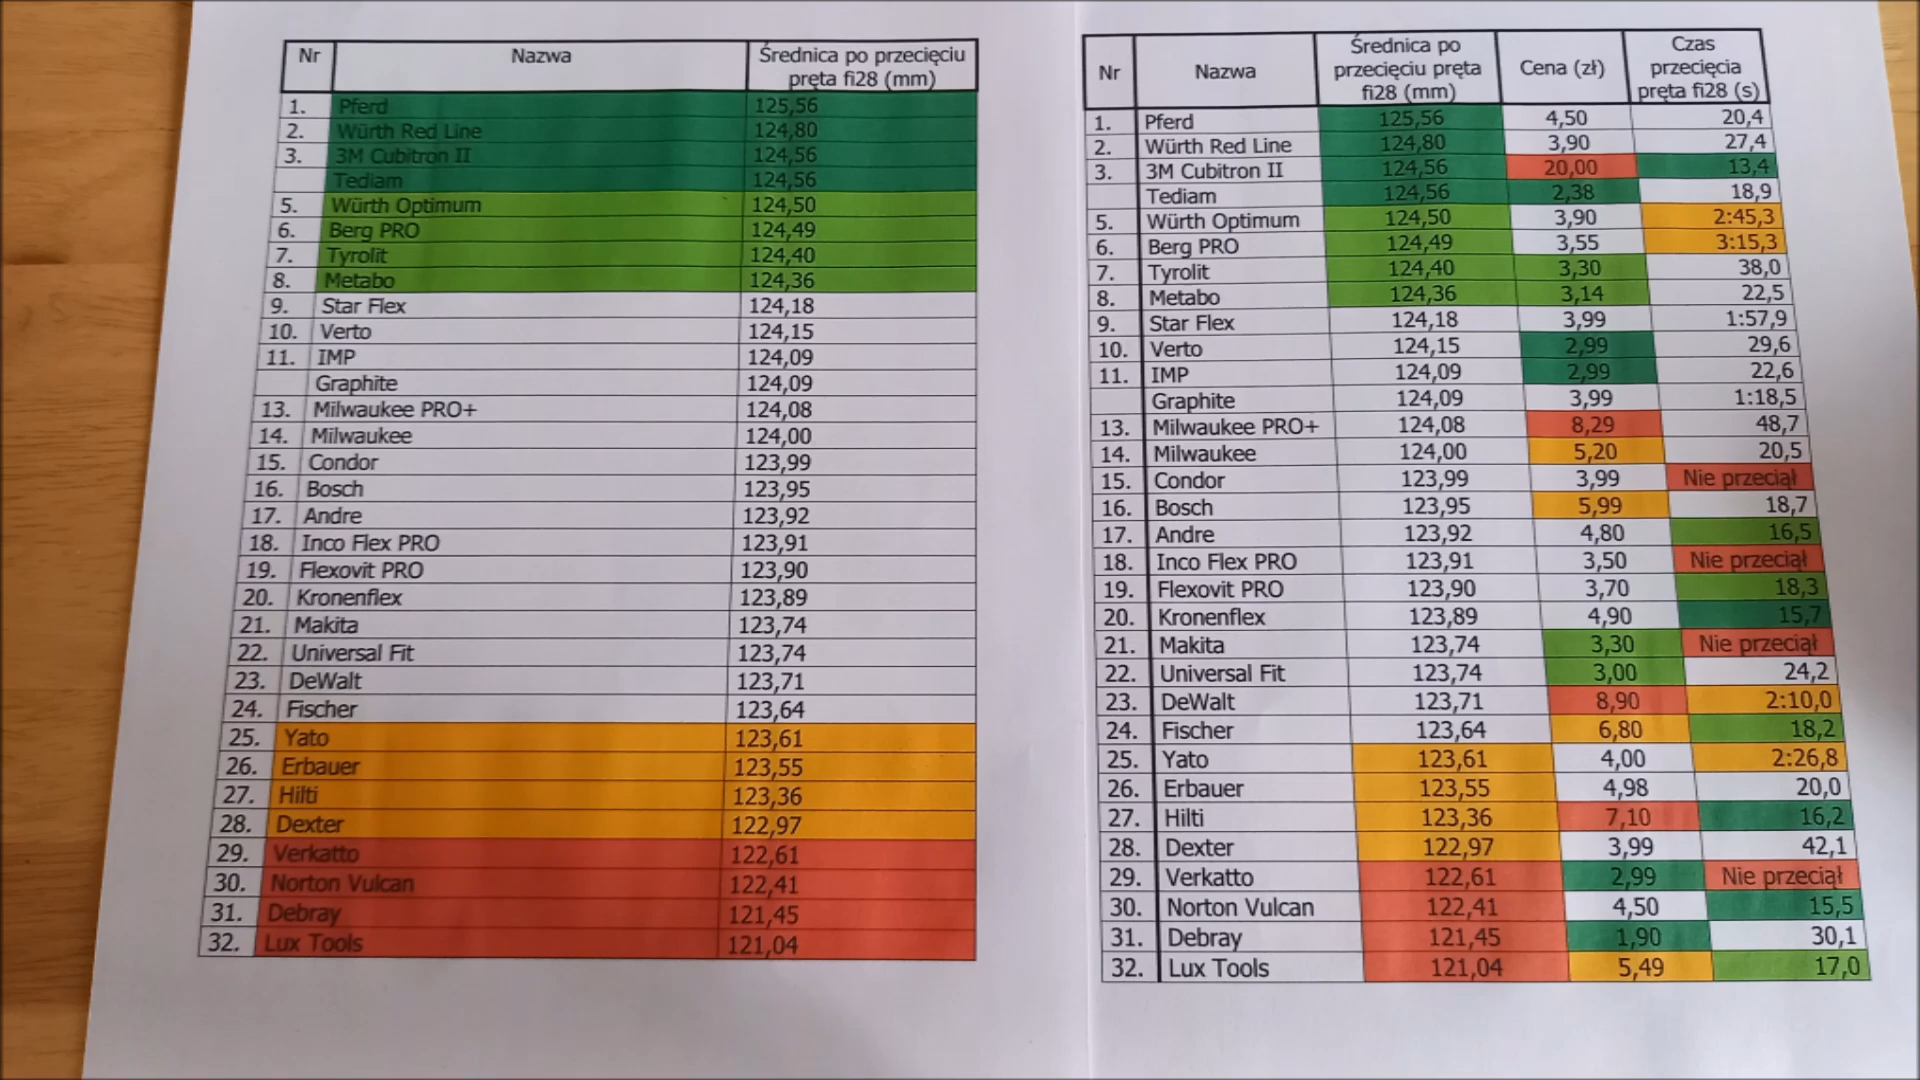 Nr Nazwa Średnica po przecięciu pręta fi28 (mm)
1. Pferd 125,56
2. Würth Red Line 124,80
3. 3M Cubitron II 124,56
Tediam 124,56
5. Würth Optimum 124,50
6. Berg PRO 124,49
7. Tyrolit 124,40
8. Metabo 124,36
9. Star Flex 124,18
10. Verto 124,15
11. IMP 124,09
Graphite 124,09
13. Milwaukee PRO+ 124,08
14. Milwaukee 124,00
15. Condor 123,99
16. Bosch 123,95
17. Andre 123,92
18. Inco Flex PRO 123,91
19. Flexovit PRO 123,90
20. Kronenflex 123,89
21. Makita 123,74
22. Universal Fit 123,74
23. DeWalt 123,71
24. Fischer 123,64
25. Yato 123,61
26. Erbauer 123,55
27. Hilti 123,36
28. Dexter 122,97
29. Verkatto 122,61
30. Norton Vulcan 122,41
31. Debray 121,45
32. Lux Tools 121,04
Nr Nazwa Średnica po przecięciu pręta fi28 (mm) Cena (zł) Czas przecięcia pręta fi28 (s)
1. Pferd 125,56 4,50 20,4
2. Würth Red Line 124,80 3,90 27,4
3. 3M Cubitron II 124,56 20,00 13,4
Tediam 124,56 2,38 18,9
5. Würth Optimum 124,50 3,90 2:45,3
6. Berg PRO 124,49 3,55 3:15,3
7. Tyrolit 124,40 3,30 38,0
8. Metabo 124,36 3,14 22,5
9. Star Flex 124,18 3,99 1:57,9
10. Verto 124,15 2,99 29,6
11. IMP 124,09 2,99 22,6
Graphite 124,09 3,99 1:18,5
13. Milwaukee PRO+ 124,08 8,29 48,7
14. Milwaukee 124,00 5,20 20,5
15. Condor 123,99 3,99 Nie przeciął
16. Bosch 123,95 5,99 18,7
17. Andre 123,92 4,80 16,5
18. Inco Flex PRO 123,91 3,50 Nie przeciął
19. Flexovit PRO 123,90 3,70 18,3
20. Kronenflex 123,89 4,90 15,7
21. Makita 123,74 3,30 Nie przeciął
22. Universal Fit 123,74 3,00 24,2
23. DeWalt 123,71 8,90 2:10,0
24. Fischer 123,64 6,80 18,2
25. Yato 123,61 4,00 2:26,8
26. Erbauer 123,55 4,98 20,0
27. Hilti 123,36 7,10 16,2
28. Dexter 122,97 3,99 42,1
29. Verkatto 122,61 2,99 Nie przeciął
30. Norton Vulcan 122,41 4,50 15,5
31. Debray 121,45 1,90 30,1
32. Lux Tools 121,04 5,49 17,0